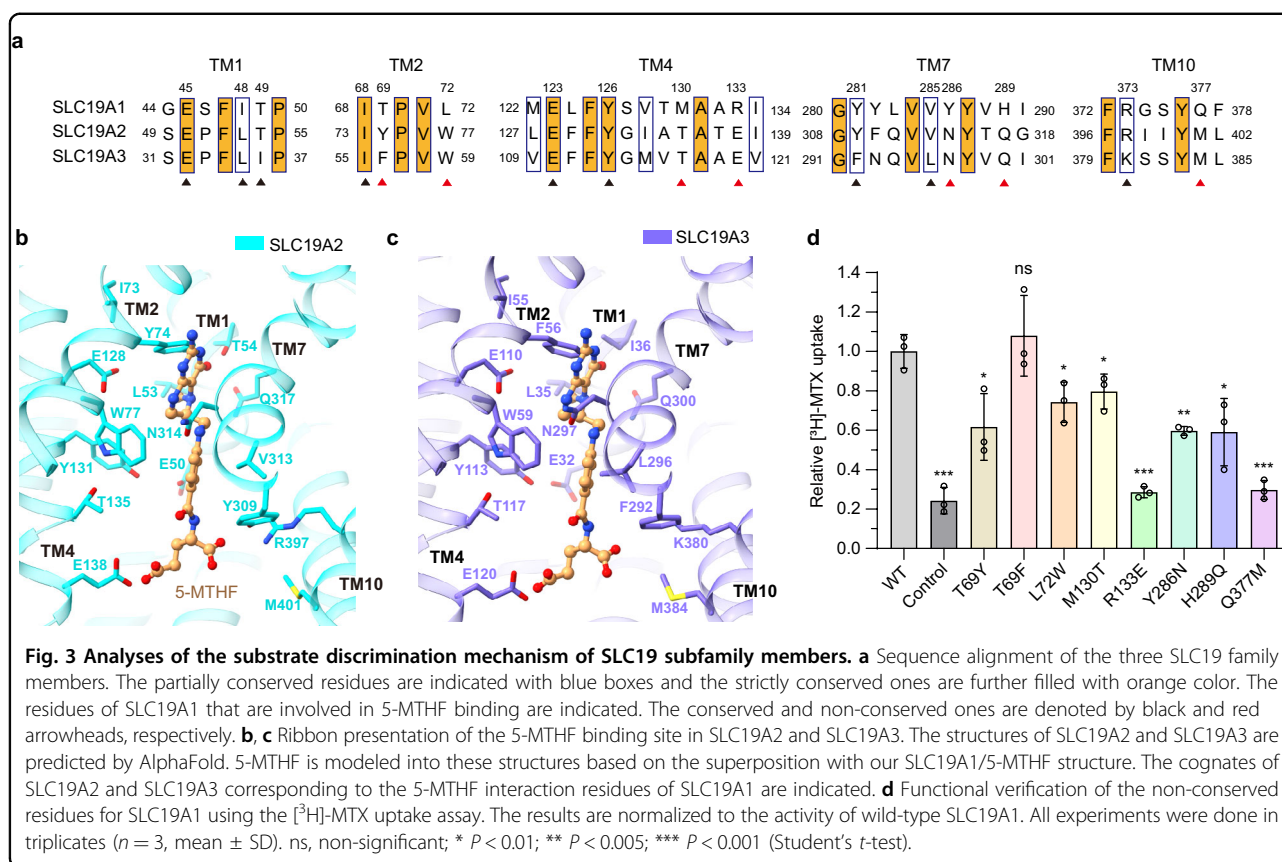 a
TM1 TM2 TM4 TM7 TM10
45 48 49 68 69 72 123 126 130 133 281 285 286 289 373 377
SLC19A1 44 G E S F I T P 50 68 I T P V L 72 122 M E L F Y S V T M A A R I 134 280 G Y Y L V V Y Y V H I 290 372 F R G S Y Q F 378
SLC19A2 49 S E P F L T P 55 73 I Y P V W 77 127 L E F F Y G I A T A T E I 139 308 G Y F Q V V N Y T Q G 318 396 F R I I Y M L 402
SLC19A3 31 S E P F L I P 37 55 I F P V W 59 109 V E F F Y G M V T A A E V 121 291 G F N Q V L N Y V Q I 301 379 F K S S Y M L 385
b
SLC19A2
I73
TM2
TM1
Y74
T54
TM7
E128
L53
Q317
W77
N314
Y131
E50
V313
T135
Y309
R397
TM4
E138
5-MTHF
M401
TM10
c
SLC19A3
I55
TM2
TM1
F56
I36
TM7
E110
L35
Q300
W59
N297
Y113
E32
L296
T117
F292
K380
TM4
E120
M384
TM10
d
Relative [³H]-MTX uptake
1.4
1.2
1.0
0.8
0.6
0.4
0.2
0.0
*** * ns * * *** ** * ***
WT Control T69Y T69F L72W M130T R133E Y286N H289Q Q377M
Fig. 3 Analyses of the substrate discrimination mechanism of SLC19 subfamily members. a Sequence alignment of the three SLC19 family
members. The partially conserved residues are indicated with blue boxes and the strictly conserved ones are further filled with orange color. The
residues of SLC19A1 that are involved in 5-MTHF binding are indicated. The conserved and non-conserved ones are denoted by black and red
arrowheads, respectively. b, c Ribbon presentation of the 5-MTHF binding site in SLC19A2 and SLC19A3. The structures of SLC19A2 and SLC19A3 are
predicted by AlphaFold. 5-MTHF is modeled into these structures based on the superposition with our SLC19A1/5-MTHF structure. The cognates of
SLC19A2 and SLC19A3 corresponding to the 5-MTHF interaction residues of SLC19A1 are indicated. d Functional verification of the non-conserved
residues for SLC19A1 using the [³H]-MTX uptake assay. The results are normalized to the activity of wild-type SLC19A1. All experiments were done in
triplicates (n = 3, mean ± SD). ns, non-significant; * P < 0.01; ** P < 0.005; *** P < 0.001 (Student's t-test).